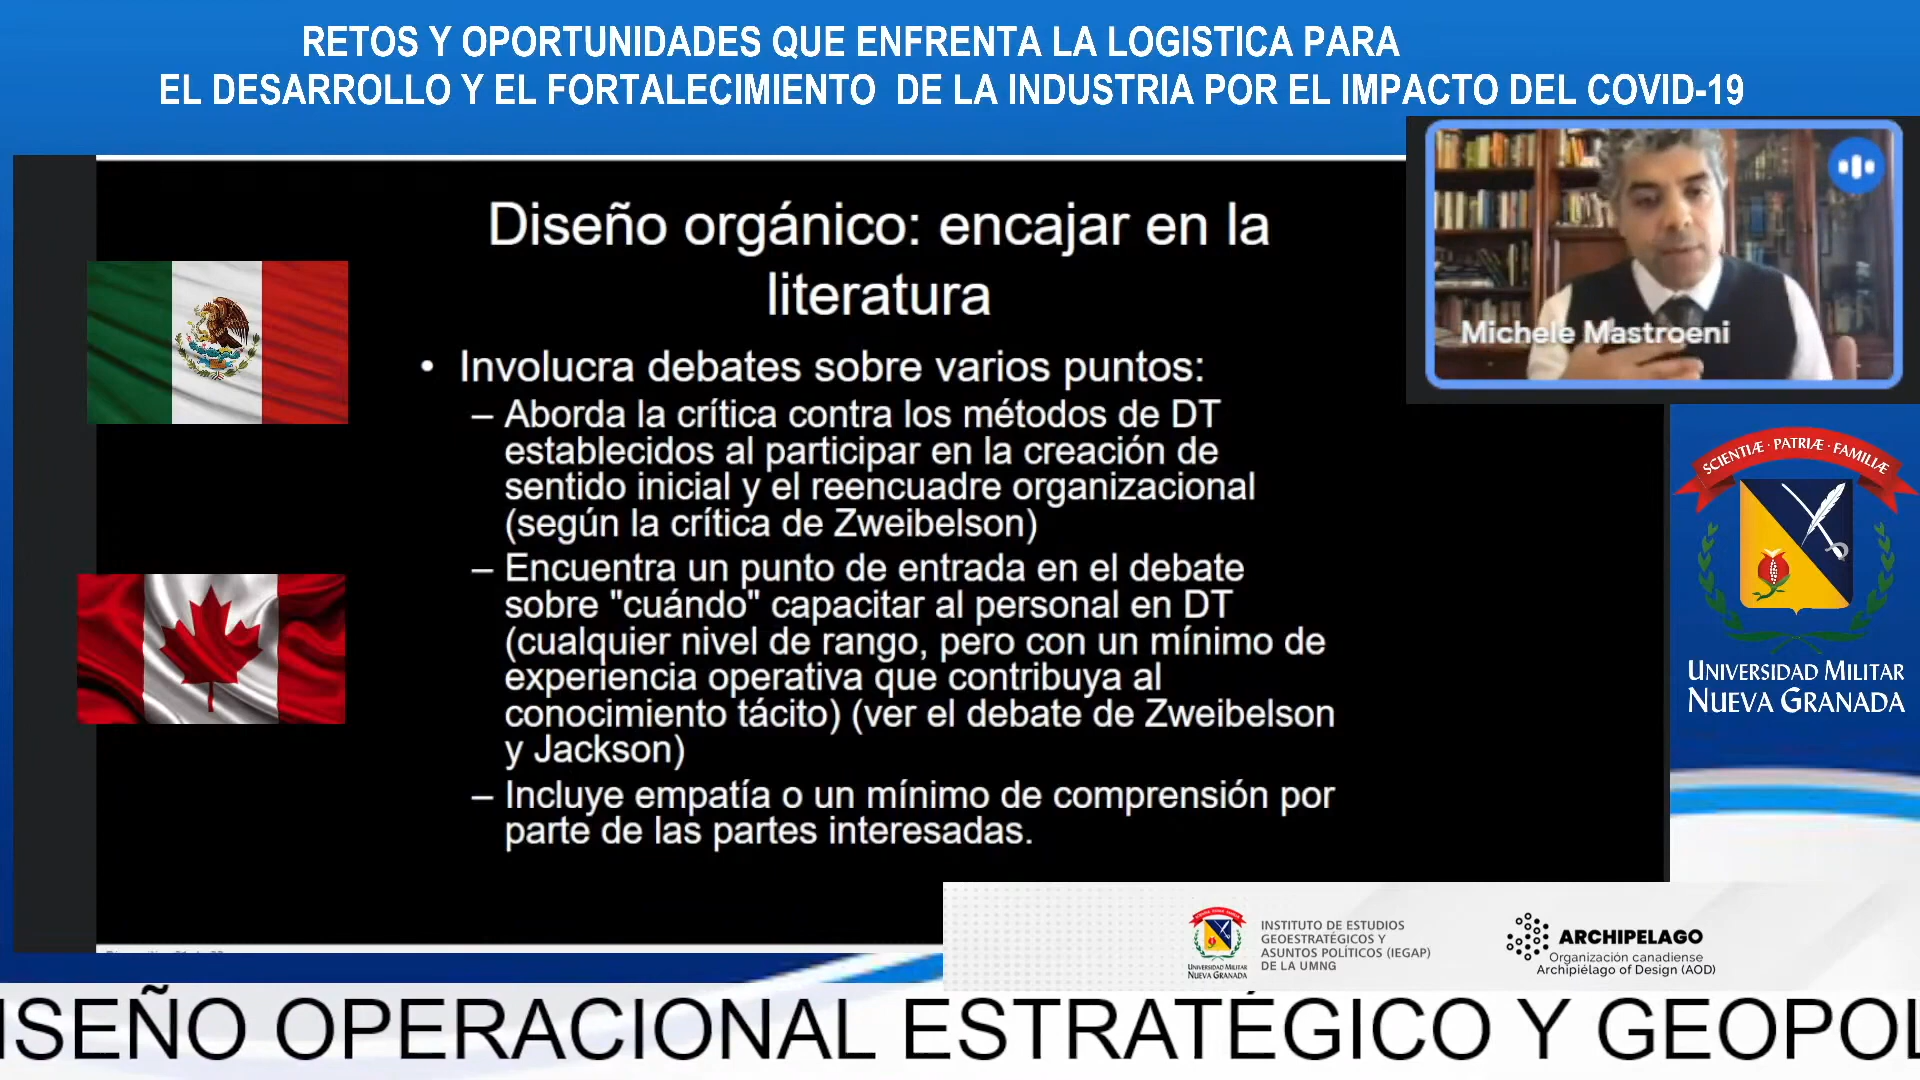 RETOS Y OPORTUNIDADES QUE ENFRENTA LA LOGISTICA PARA
EL DESARROLLO Y EL FORTALECIMIENTO DE LA INDUSTRIA POR EL IMPACTO DEL COVID-19
Diseño orgánico: encajar en la
literatura
• Involucra debates sobre varios puntos:
– Aborda la crítica contra los métodos de DT
establecidos al participar en la creación de
sentido inicial y el reencuadre organizacional
(según la crítica de Zweibelson)
– Encuentra un punto de entrada en el debate
sobre "cuándo" capacitar al personal en DT
(cualquier nivel de rango, pero con un mínimo de
experiencia operativa que contribuya al
conocimiento tácito) (ver el debate de Zweibelson
y Jackson)
– Incluye empatía o un mínimo de comprensión por
parte de las partes interesadas.
Michele Mastroeni
SCIENTIÆ · PATRIÆ · FAMILIÆ
UNIVERSIDAD MILITAR
NUEVA GRANADA
UNIVERSIDAD MILITAR
NUEVA GRANADA
INSTITUTO DE ESTUDIOS
GEOESTRATÉGICOS Y
ASUNTOS POLÍTICOS (IEGAP)
DE LA UMNG
ARCHIPELAGO
Organización canadiense
Archipiélago of Design (AOD)
ISEÑO OPERACIONAL ESTRATÉGICO Y GEOPOL